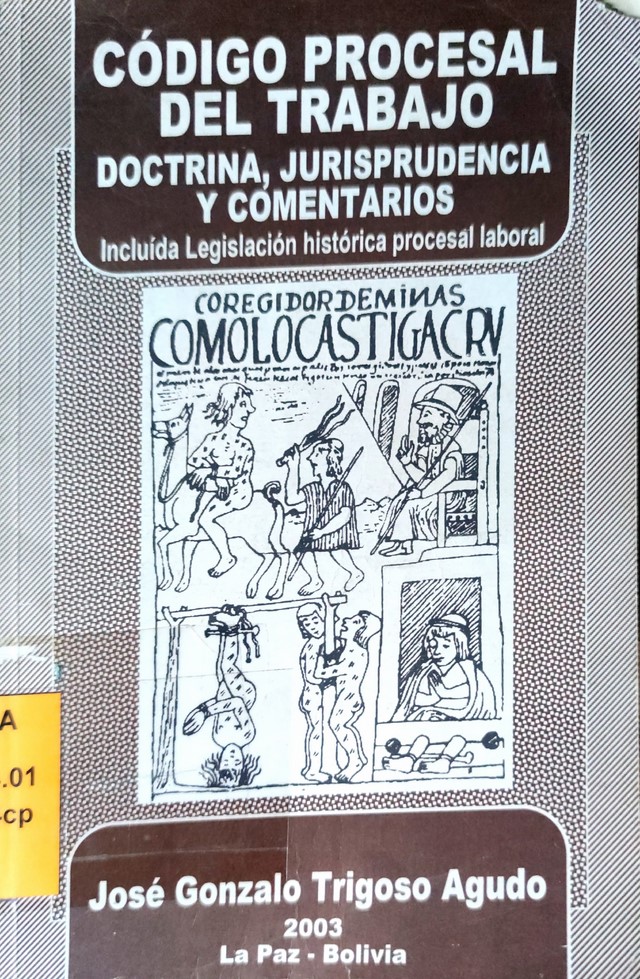 CÓDIGO PROCESAL
DEL TRABAJO
DOCTRINA, JURISPRUDENCIA
Y COMENTARIOS
Incluída Legislación histórica procesal laboral
COREGIDORDEMINAS
COMOLOCASTIGACRV
A
.01
-cp
José Gonzalo Trigoso Agudo
2003
La Paz - Bolivia